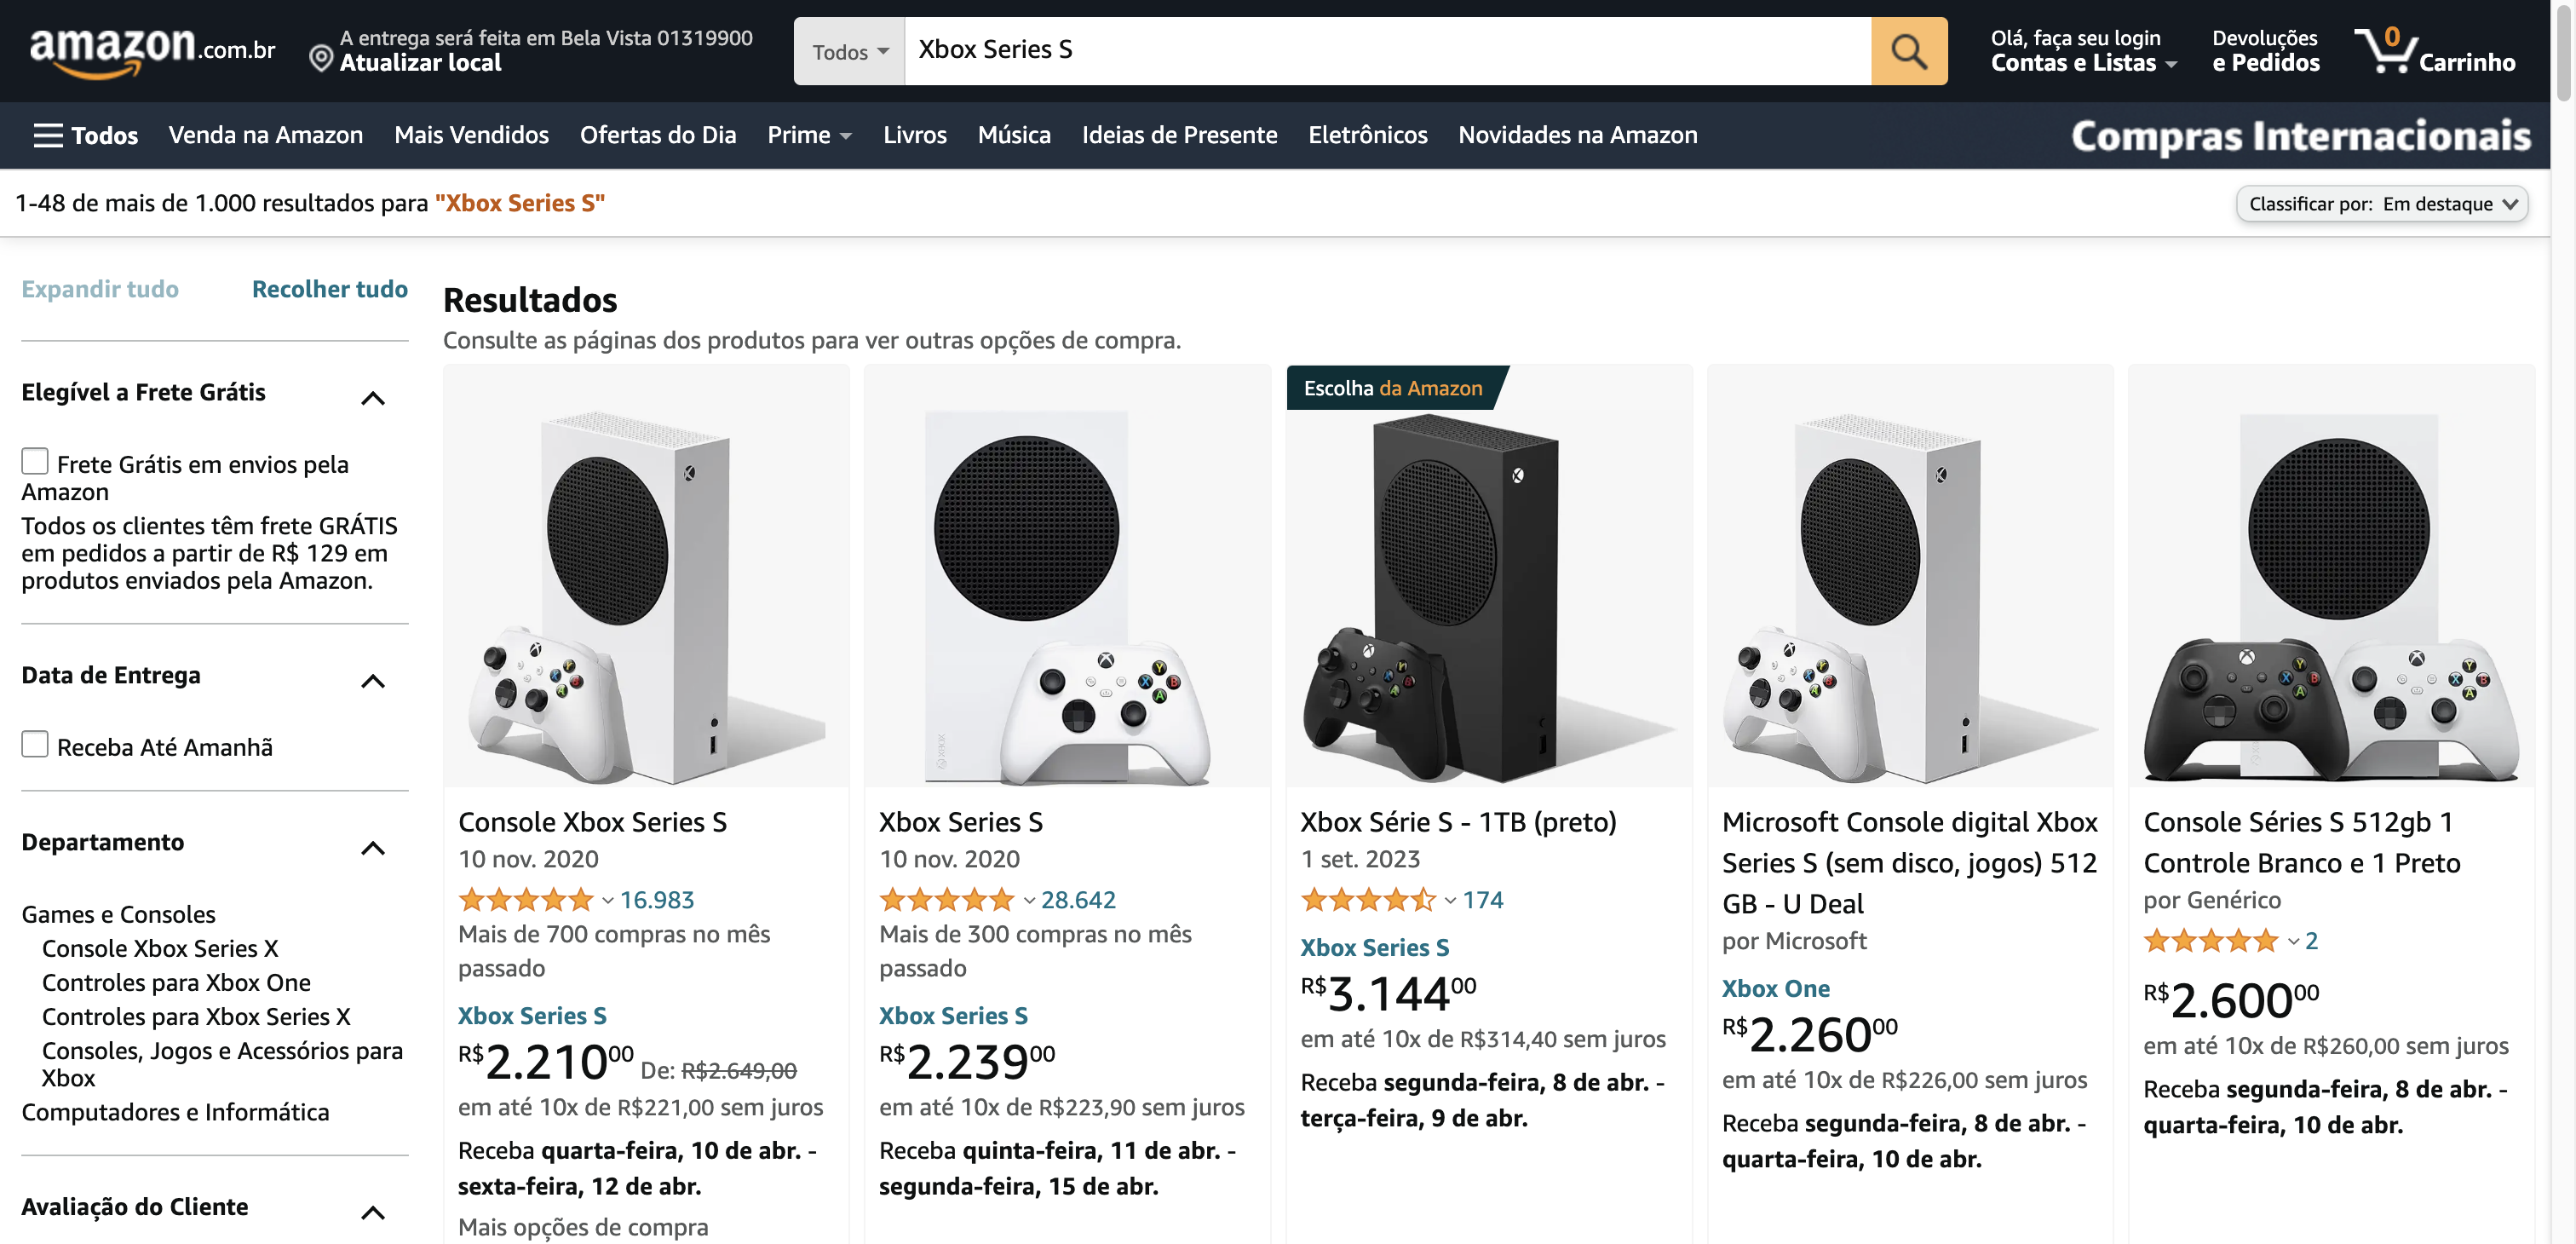 amazon.com.br
A entrega será feita em Bela Vista 01319900
Atualizar local
Todos
Xbox Series S
Olá, faça seu login
Contas e Listas
Devoluções
e Pedidos
0
Carrinho
Todos
Venda na Amazon
Mais Vendidos
Ofertas do Dia
Prime
Livros
Música
Ideias de Presente
Eletrônicos
Novidades na Amazon
Compras Internacionais
1-48 de mais de 1.000 resultados para "Xbox Series S"
Classificar por: Em destaque
Expandir tudo
Recolher tudo
Elegível a Frete Grátis
Frete Grátis em envios pela
Amazon
Todos os clientes têm frete GRÁTIS
em pedidos a partir de R$ 129 em
produtos enviados pela Amazon.
Data de Entrega
Receba Até Amanhã
Departamento
Games e Consoles
Console Xbox Series X
Controles para Xbox One
Controles para Xbox Series X
Consoles, Jogos e Acessórios para
Xbox
Computadores e Informática
Avaliação do Cliente
Resultados
Consulte as páginas dos produtos para ver outras opções de compra.
Console Xbox Series S
10 nov. 2020
16.983
Mais de 700 compras no mês
passado
Xbox Series S
R$2.21000 De: R$2.649,00
em até 10x de R$221,00 sem juros
Receba quarta-feira, 10 de abr. -
sexta-feira, 12 de abr.
Mais opções de compra
XBOX
Xbox Series S
10 nov. 2020
28.642
Mais de 300 compras no mês
passado
Xbox Series S
R$2.23900
em até 10x de R$223,90 sem juros
Receba quinta-feira, 11 de abr. -
segunda-feira, 15 de abr.
Escolha da Amazon
Xbox Série S - 1TB (preto)
1 set. 2023
174
Xbox Series S
R$3.14400
em até 10x de R$314,40 sem juros
Receba segunda-feira, 8 de abr. -
terça-feira, 9 de abr.
Microsoft Console digital Xbox
Series S (sem disco, jogos) 512
GB - U Deal
por Microsoft
Xbox One
R$2.26000
em até 10x de R$226,00 sem juros
Receba segunda-feira, 8 de abr. -
quarta-feira, 10 de abr.
Console Séries S 512gb 1
Controle Branco e 1 Preto
por Genérico
2
R$2.60000
em até 10x de R$260,00 sem juros
Receba segunda-feira, 8 de abr. -
quarta-feira, 10 de abr.